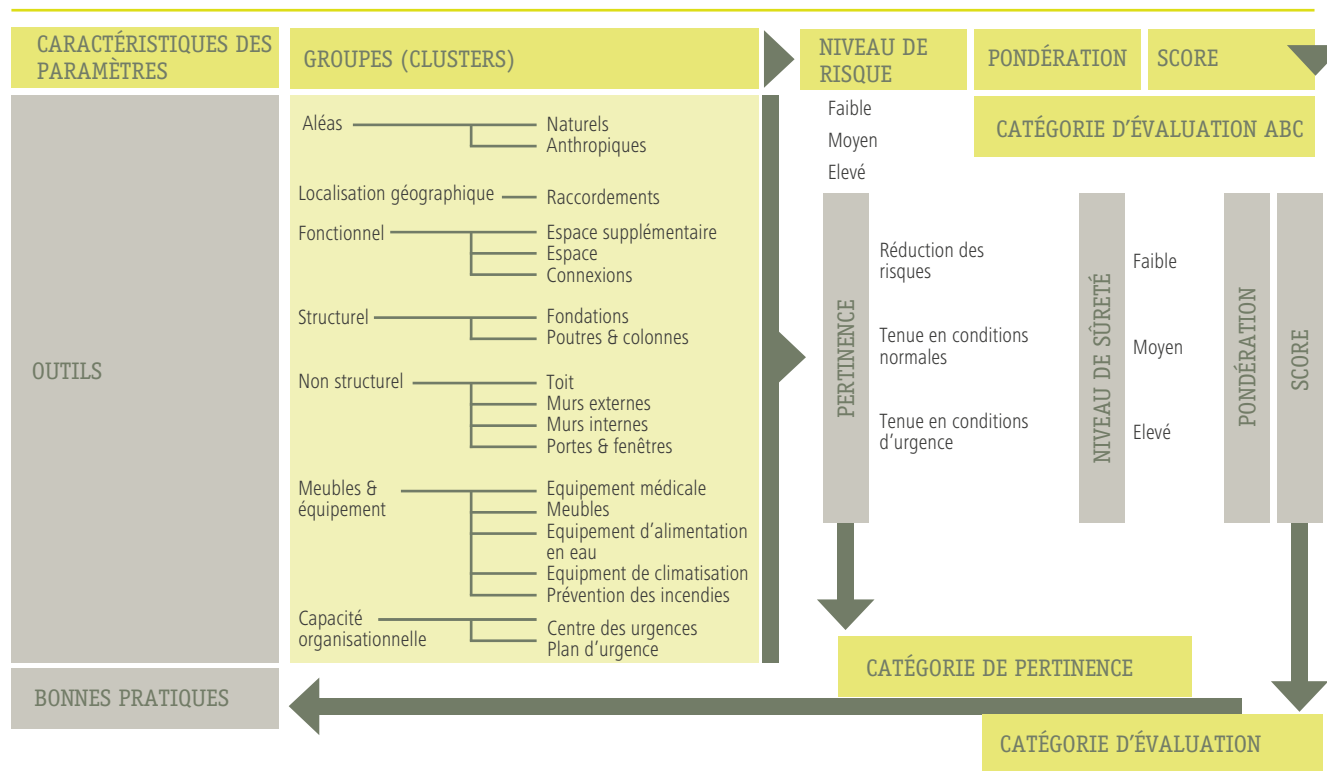 CARACTÉRISTIQUES DES
PARAMÈTRES
GROUPES (CLUSTERS)
NIVEAU DE
RISQUE
PONDÉRATION
SCORE
Faible
Moyen
Elevé
CATÉGORIE D'ÉVALUATION ABC
OUTILS
Aléas
Naturels
Anthropiques
Localisation géographique
Raccordements
Fonctionnel
Espace supplémentaire
Espace
Connexions
Structurel
Fondations
Poutres & colonnes
Non structurel
Toit
Murs externes
Murs internes
Portes & fenêtres
Meubles &
équipement
Equipement médicale
Meubles
Equipement d’alimentation
en eau
Equipment de climatisation
Prévention des incendies
Capacité
organisationnelle
Centre des urgences
Plan d’urgence
PERTINENCE
Réduction des
risques
Tenue en conditions
normales
Tenue en conditions
d’urgence
NIVEAU DE SÛRETÉ
Faible
Moyen
Elevé
PONDÉRATION
SCORE
CATÉGORIE DE PERTINENCE
BONNES PRATIQUES
CATÉGORIE D’ÉVALUATION